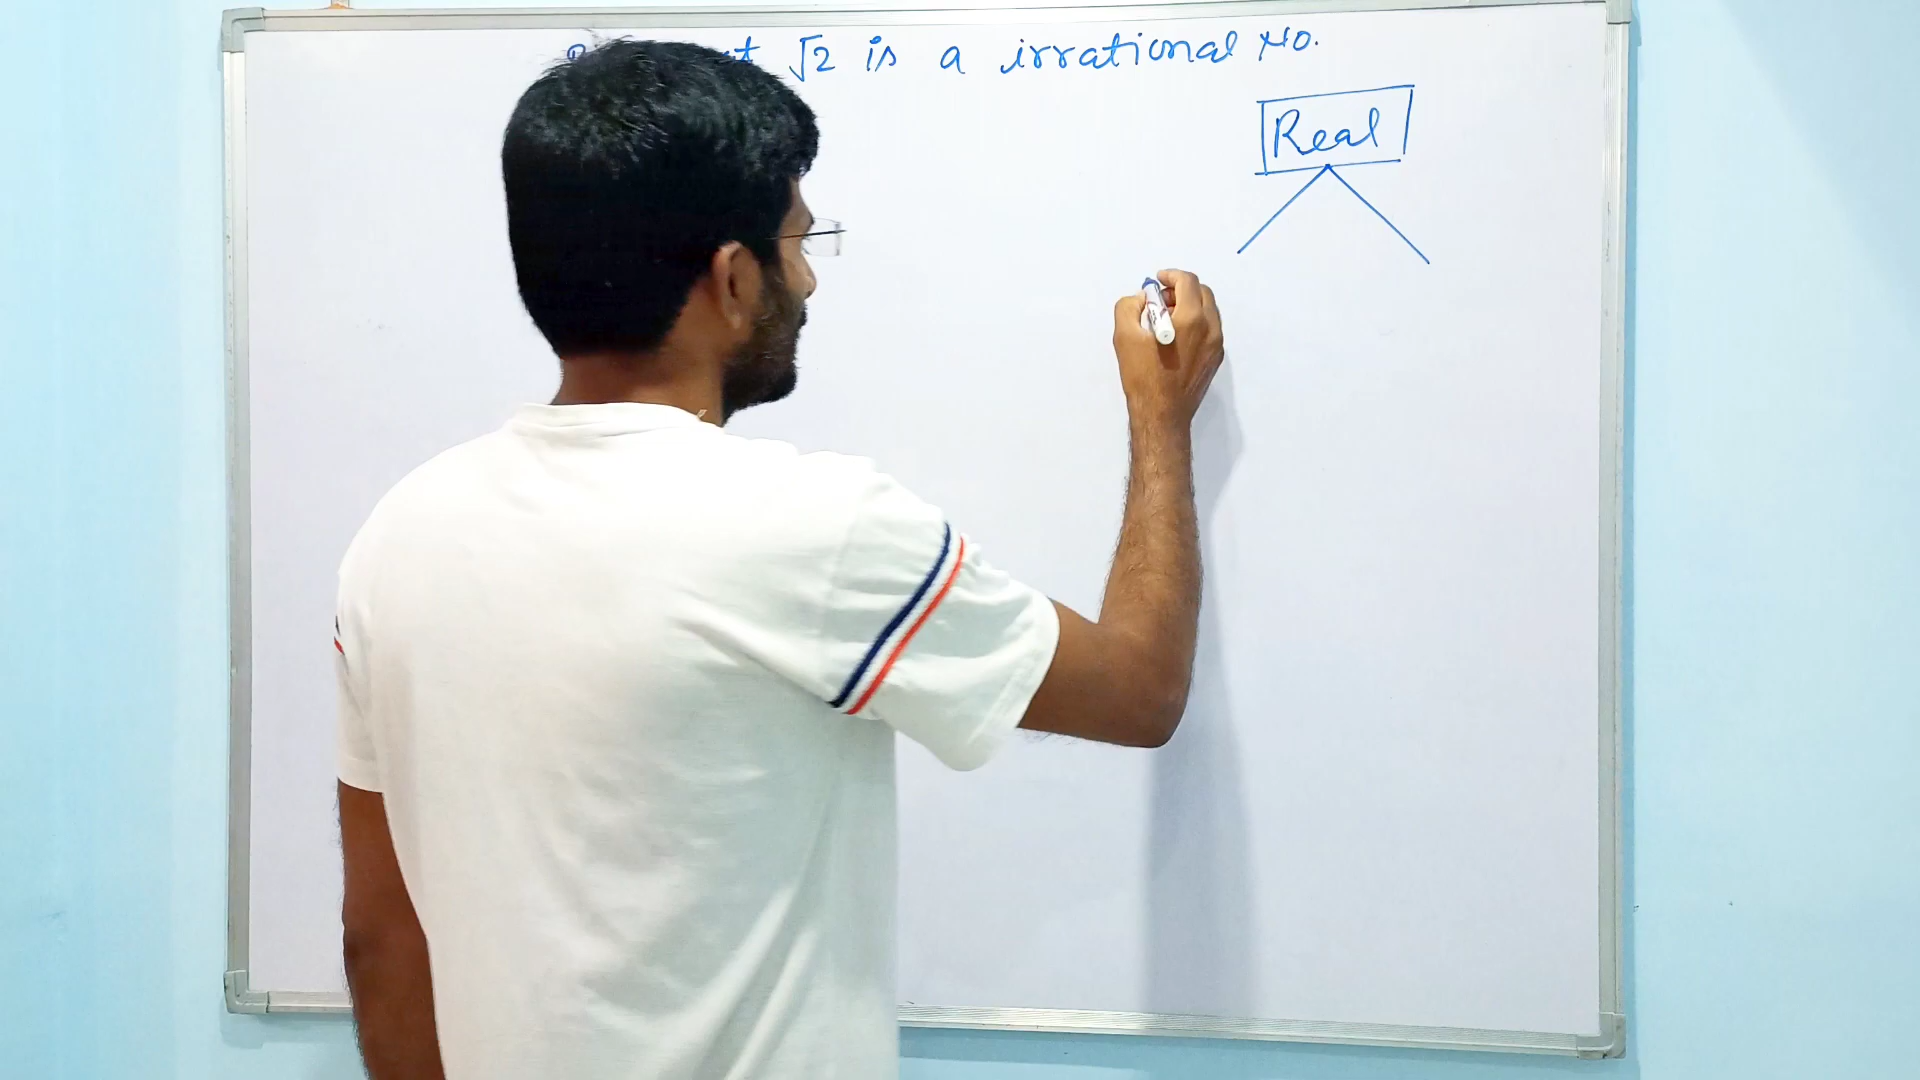 √2 is a irrational No.
Real